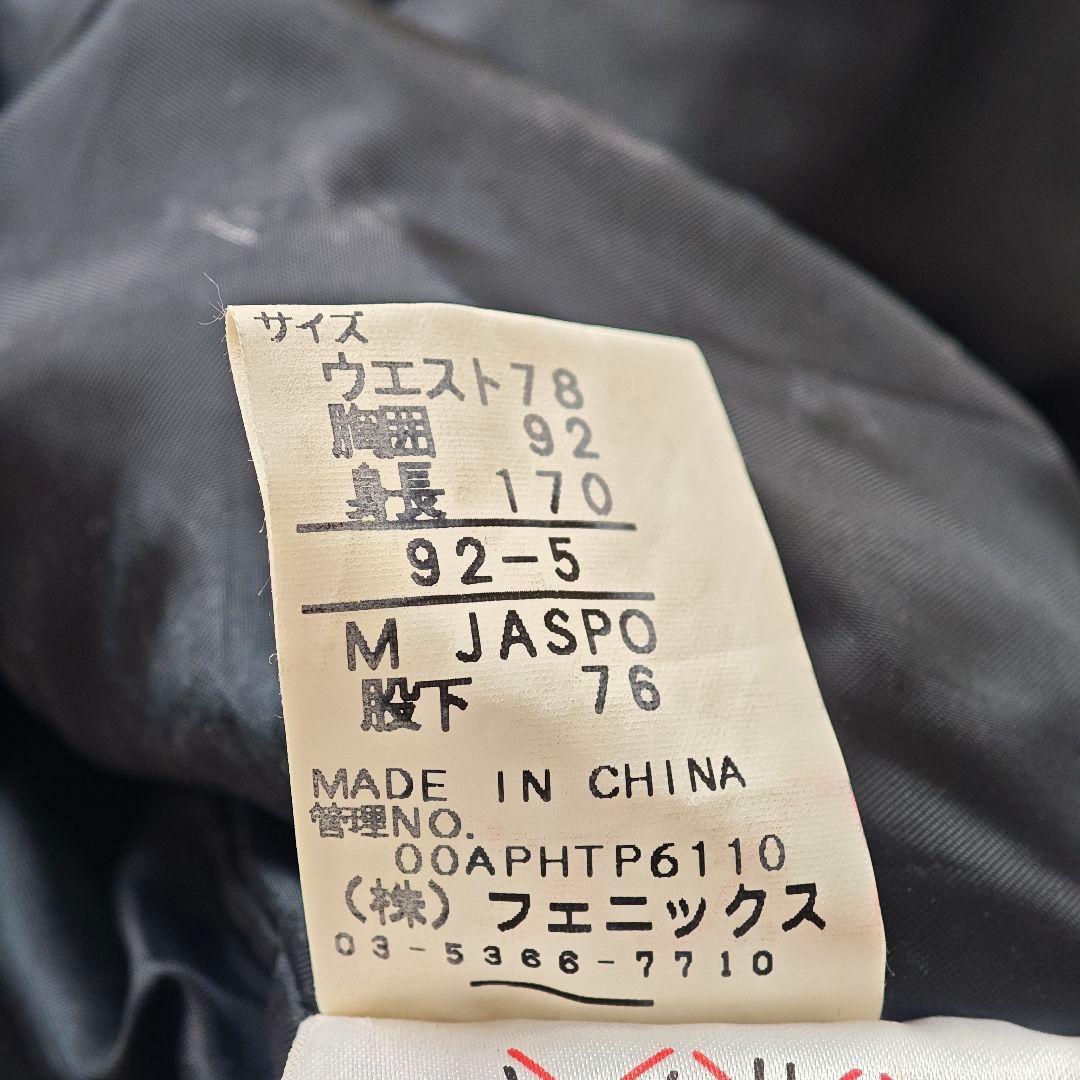 サイズ
ウエスト78
胸囲 92
身長 170
92-5
M JASPO
股下 76
MADE IN CHINA
管理NO.
00APHTP6110
(株)フェニックス
03-5366-7710